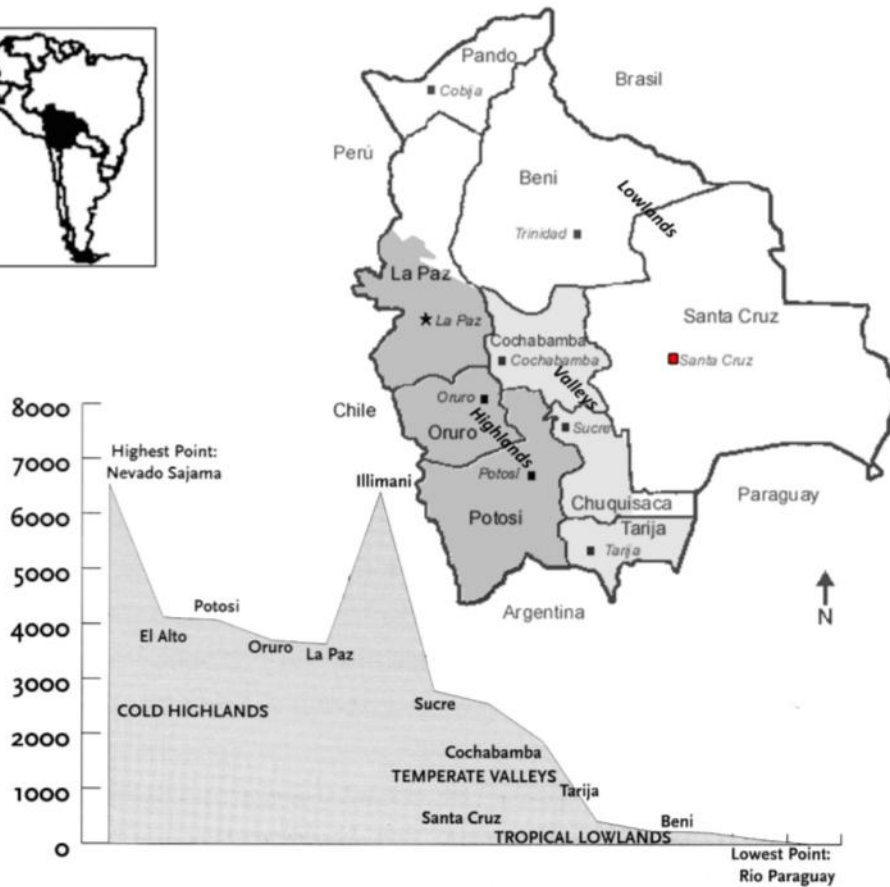 Pando
Cobija
Brasil
Perú
Beni
Lowlands
Trinidad
La Paz
La Paz
Santa Cruz
Cochabamba
Cochabamba
Santa Cruz
Valleys
Oruro
Chile
Highlands
Oruro
Sucre
Potosí
Chuquisaca
Paraguay
Potosí
Tarija
Tarija
Argentina
N
8000
7000
6000
5000
4000
3000
2000
1000
0
Highest Point:
Nevado Sajama
Illimani
Potosi
El Alto
Oruro
La Paz
COLD HIGHLANDS
Sucre
Cochabamba
TEMPERATE VALLEYS
Tarija
Santa Cruz
Beni
TROPICAL LOWLANDS
Lowest Point:
Rio Paraguay